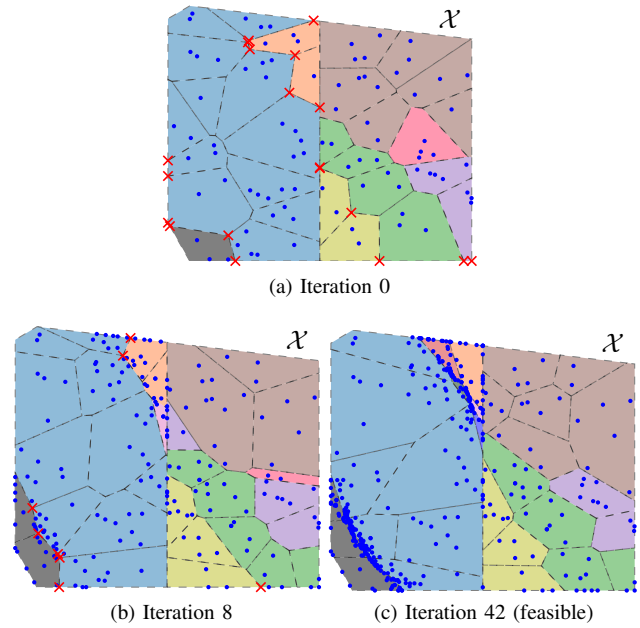 𝒳
(a) Iteration 0
𝒳
𝒳
(b) Iteration 8
(c) Iteration 42 (feasible)